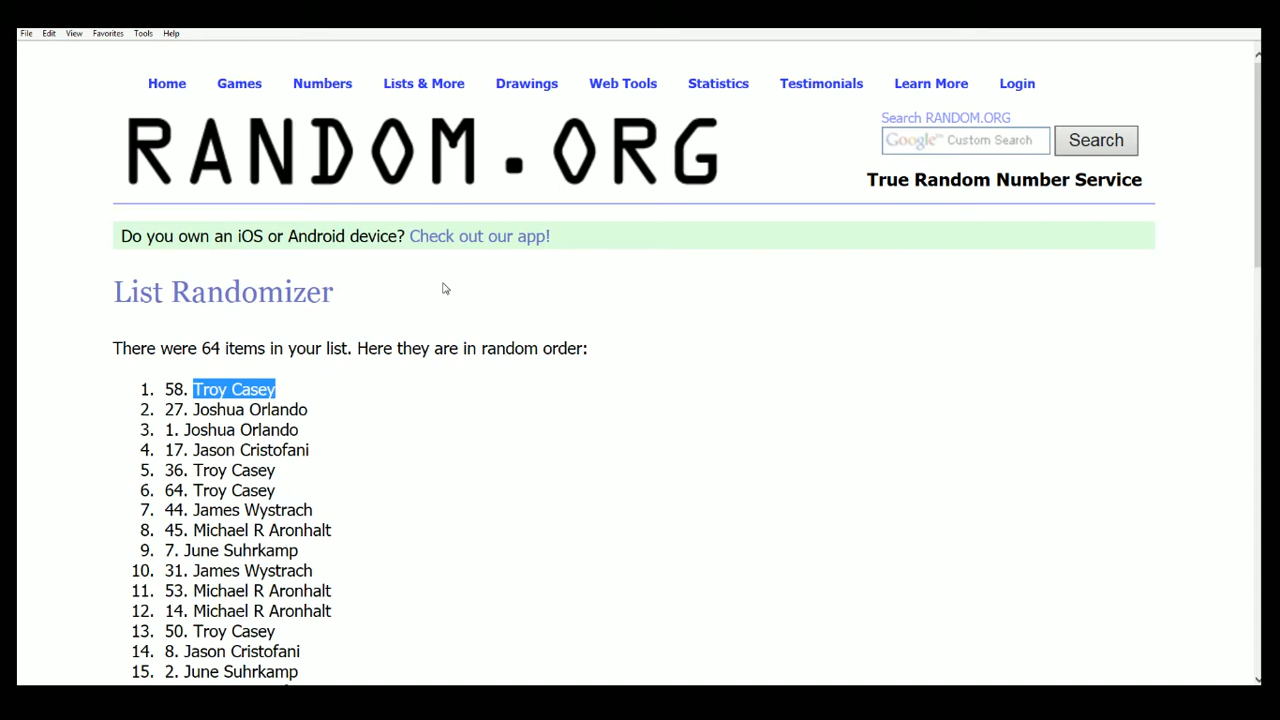 File Edit View Favorites Tools Help
Home Games Numbers Lists & More Drawings Web Tools Statistics Testimonials Learn More Login
RANDOM.ORG
Search RANDOM.ORG
Google™ Custom Search Search
True Random Number Service
Do you own an iOS or Android device? Check out our app!
List Randomizer
There were 64 items in your list. Here they are in random order:
1. 58. Troy Casey
2. 27. Joshua Orlando
3. 1. Joshua Orlando
4. 17. Jason Cristofani
5. 36. Troy Casey
6. 64. Troy Casey
7. 44. James Wystrach
8. 45. Michael R Aronhalt
9. 7. June Suhrkamp
10. 31. James Wystrach
11. 53. Michael R Aronhalt
12. 14. Michael R Aronhalt
13. 50. Troy Casey
14. 8. Jason Cristofani
15. 2. June Suhrkamp